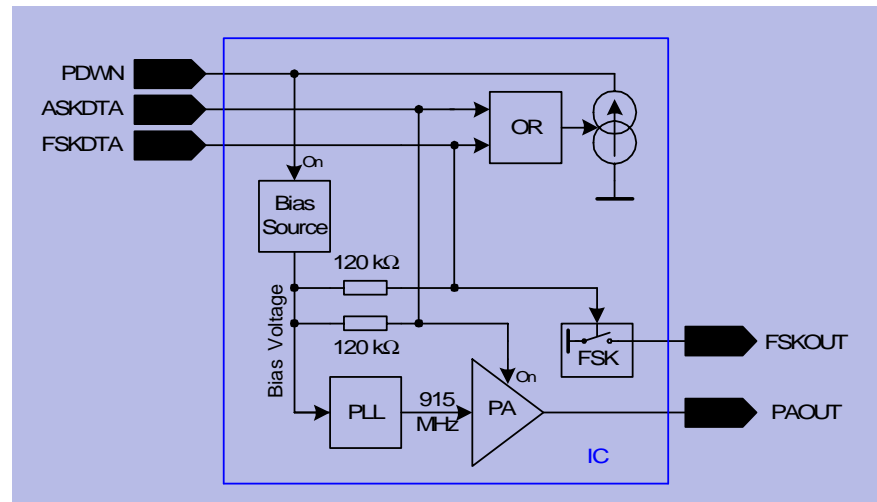 PDWN
ASKDTA
FSKDTA
OR
On
Bias
Source
120 kΩ
120 kΩ
Bias Voltage
FSK
FSKOUT
On
PLL
915
MHz
PA
PAOUT
IC